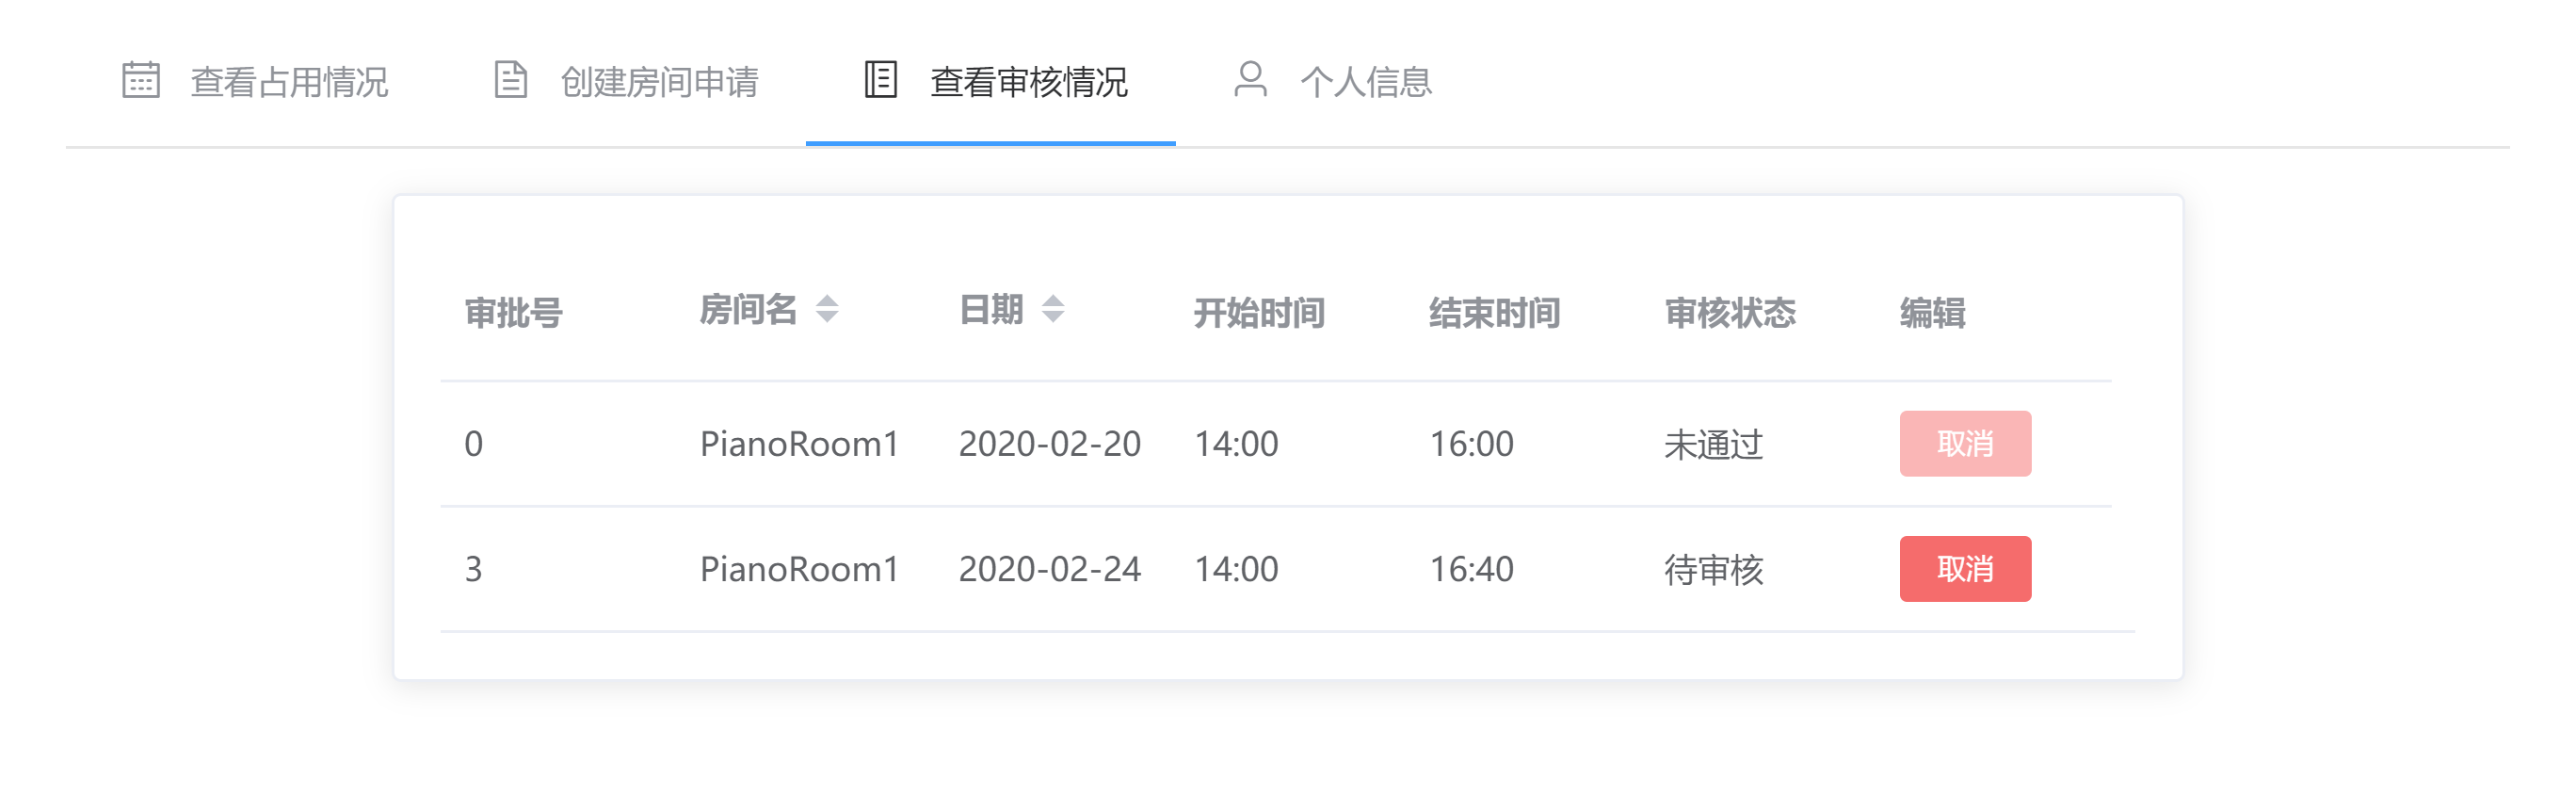 查看占用情况 创建房间申请 查看审核情况 个人信息
审批号 房间名 日期 开始时间 结束时间 审核状态 编辑
0 PianoRoom1 2020-02-20 14:00 16:00 未通过 取消
3 PianoRoom1 2020-02-24 14:00 16:40 待审核 取消